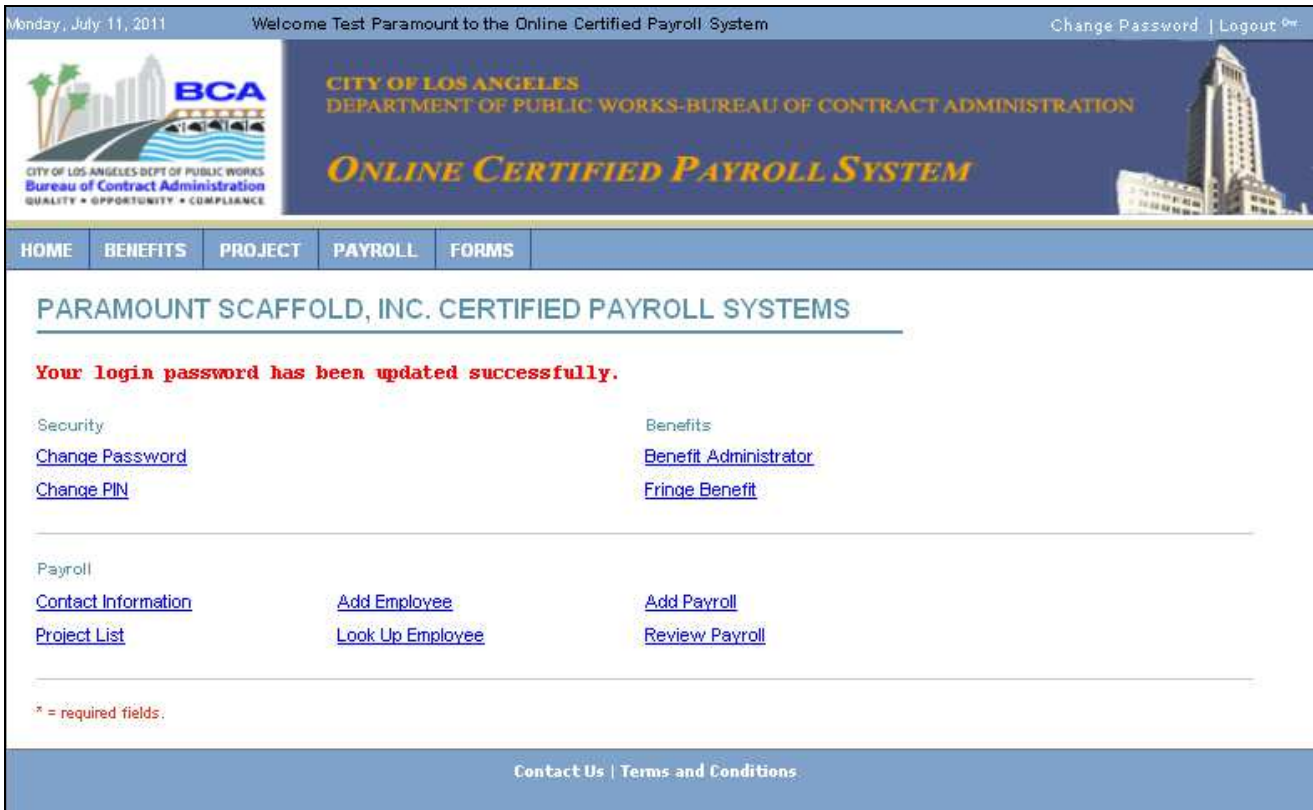 Monday, July 11, 2011 Welcome Test Paramount to the Online Certified Payroll System Change Password | Logout
BCA
CITY OF LOS ANGELES DEPT OF PUBLIC WORKS
Bureau of Contract Administration
QUALITY • OPPORTUNITY • COMPLIANCE
CITY OF LOS ANGELES
DEPARTMENT OF PUBLIC WORKS-BUREAU OF CONTRACT ADMINISTRATION
ONLINE CERTIFIED PAYROLL SYSTEM
HOME BENEFITS PROJECT PAYROLL FORMS
PARAMOUNT SCAFFOLD, INC. CERTIFIED PAYROLL SYSTEMS
Your login password has been updated successfully.
Security Benefits
Change Password Benefit Administrator
Change PIN Fringe Benefit
Payroll
Contact Information Add Employee Add Payroll
Project List Look Up Employee Review Payroll
* = required fields.
Contact Us | Terms and Conditions